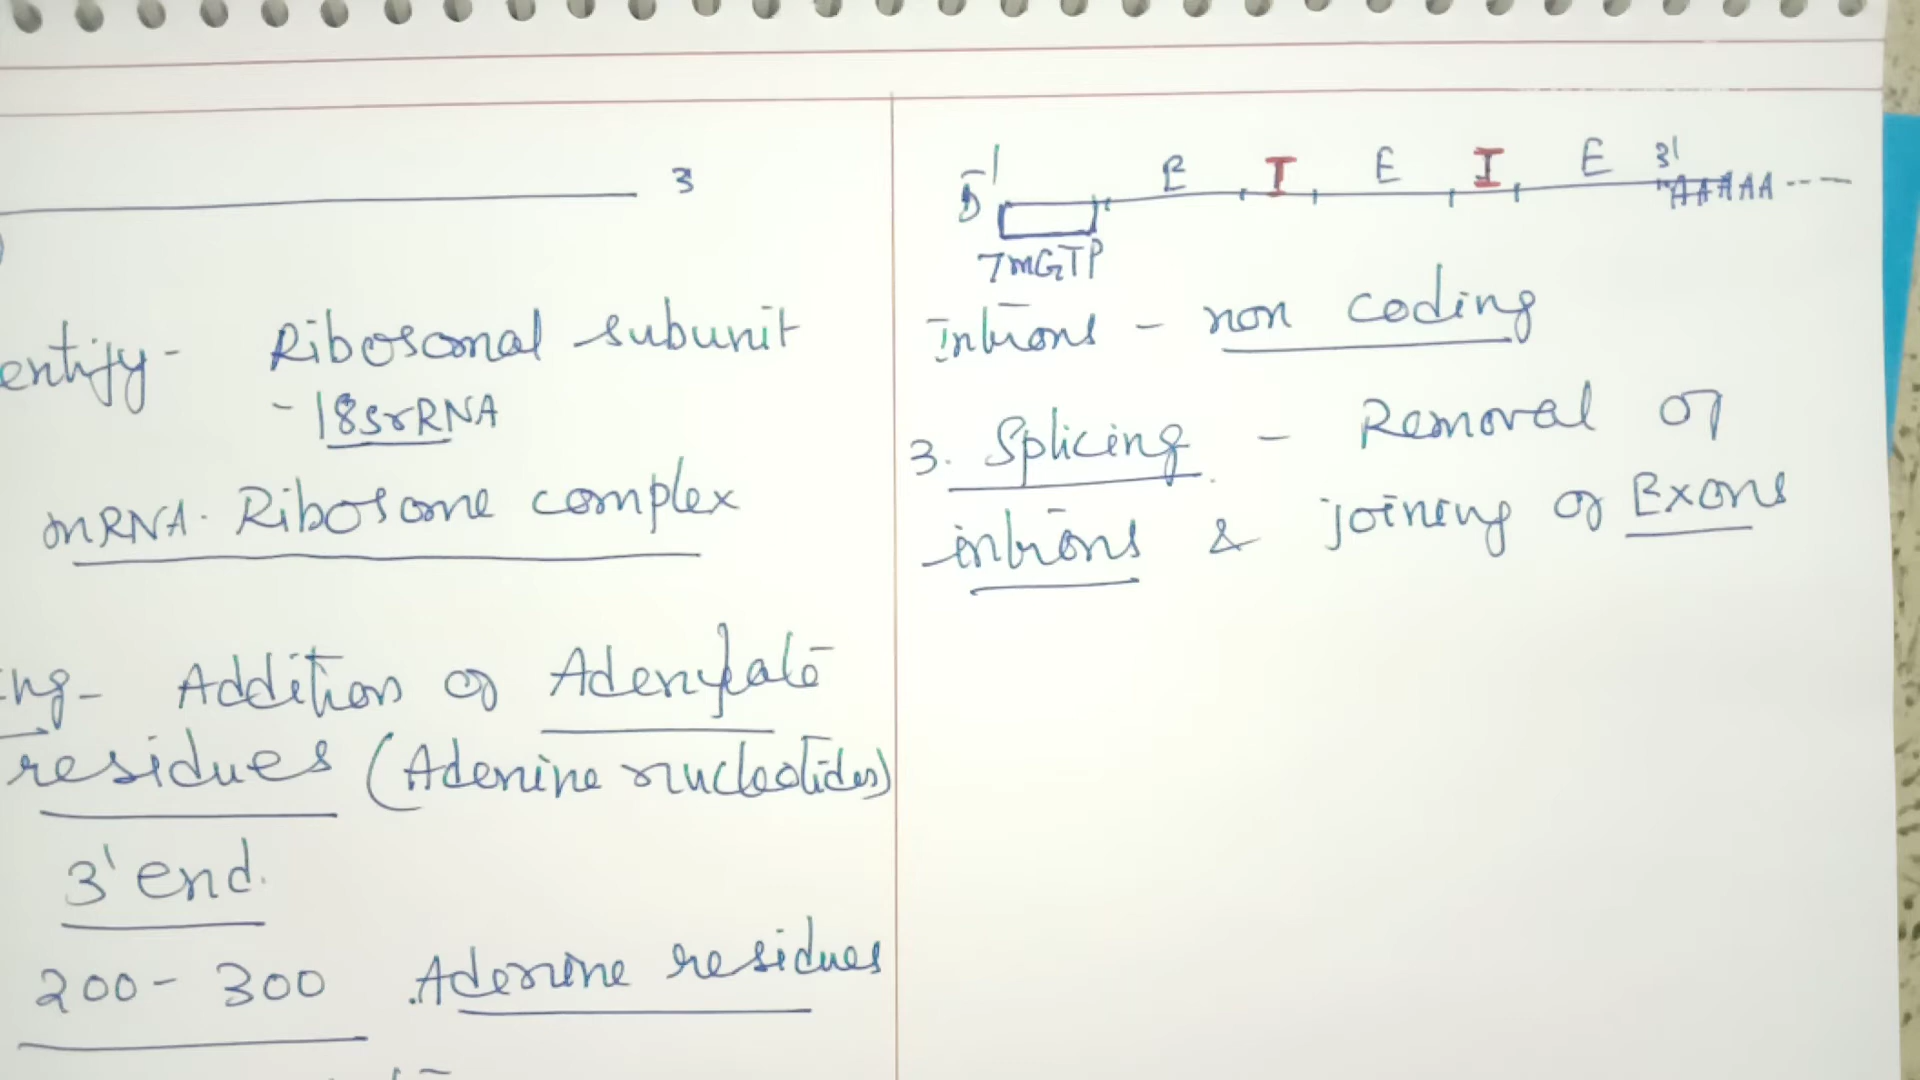 3
entify- Ribosomal subunit
- 18srRNA
mRNA. Ribosome complex
ing- Addition of Adenylate
residues (Adenine nucleotides)
3' end.
200- 300 Adenine residues
5' E I E I E 3'
AAAAA ---
7mGTP
Introns - non coding
3. Splicing - Removal of
introns & joining of Exons